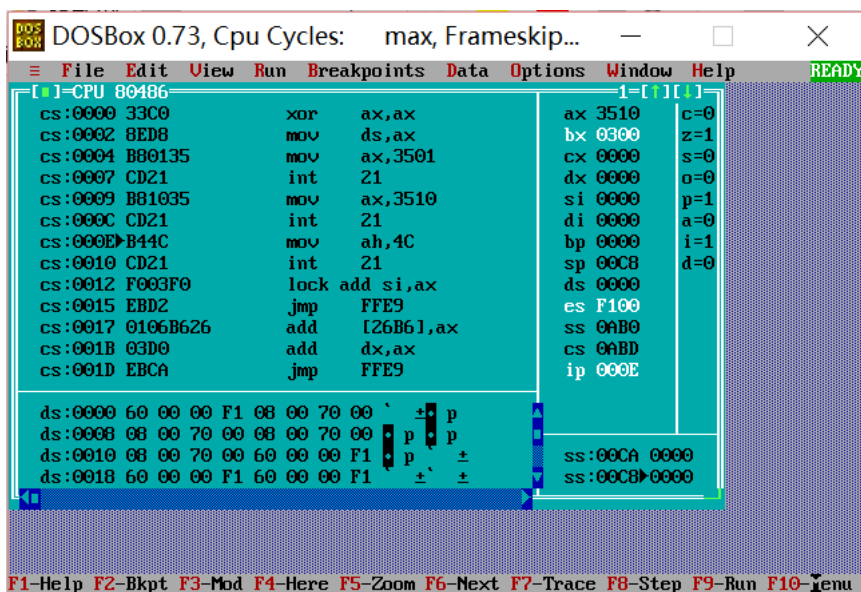 DOSBox 0.73, Cpu Cycles: max, Frameskip...
≡ File Edit View Run Breakpoints Data Options Window Help READY
[■]=CPU 80486 1=[↑][↓]
cs:0000 33C0 xor ax,ax ax 3510 c=0
cs:0002 8ED8 mov ds,ax bx 0300 z=1
cs:0004 B80135 mov ax,3501 cx 0000 s=0
cs:0007 CD21 int 21 dx 0000 o=0
cs:0009 B81035 mov ax,3510 si 0000 p=1
cs:000C CD21 int 21 di 0000 a=0
cs:000E►B44C mov ah,4C bp 0000 i=1
cs:0010 CD21 int 21 sp 00C8 d=0
cs:0012 F003F0 lock add si,ax ds 0000
cs:0015 EBD2 jmp FFE9 es F100
cs:0017 0106B626 add [26B6],ax ss 0AB0
cs:001B 03D0 add dx,ax cs 0ABD
cs:001D EBCA jmp FFE9 ip 000E
ds:0000 60 00 00 F1 08 00 70 00 ` ±◘ p
ds:0008 08 00 70 00 08 00 70 00 ◘ p ◘ p
ds:0010 08 00 70 00 60 00 00 F1 ◘ p ` ± ss:00CA 0000
ds:0018 60 00 00 F1 60 00 00 F1 ` ±` ± ss:00C8►0000
F1-Help F2-Bkpt F3-Mod F4-Here F5-Zoom F6-Next F7-Trace F8-Step F9-Run F10-Menu